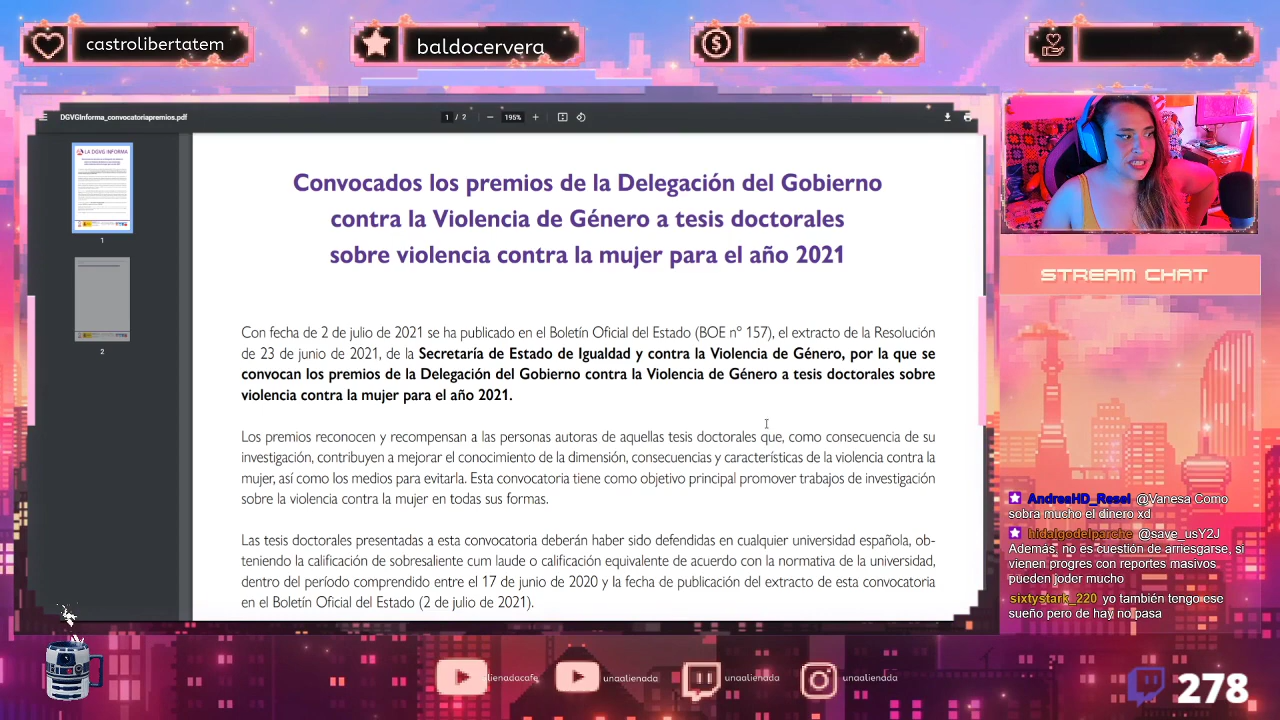 castrolibertatem
baldocervera
DGVGInforma_convocatoriapremios.pdf
1 / 2
195%
LA DGVG INFORMA
1
2
Convocados los premios de la Delegación del Gobierno
contra la Violencia de Género a tesis doctorales
sobre violencia contra la mujer para el año 2021
Con fecha de 2 de julio de 2021 se ha publicado en el Boletín Oficial del Estado (BOE nº 157), el extracto de la Resolución
de 23 de junio de 2021, de la Secretaría de Estado de Igualdad y contra la Violencia de Género, por la que se
convocan los premios de la Delegación del Gobierno contra la Violencia de Género a tesis doctorales sobre
violencia contra la mujer para el año 2021.
Los premios reconocen y recompensan a las personas autoras de aquellas tesis doctorales que, como consecuencia de su
investigación, contribuyen a mejorar el conocimiento de la dimensión, consecuencias y características de la violencia contra la
mujer, así como los medios para evitarla. Esta convocatoria tiene como objetivo principal promover trabajos de investigación
sobre la violencia contra la mujer en todas sus formas.
Las tesis doctorales presentadas a esta convocatoria deberán haber sido defendidas en cualquier universidad española, ob-
teniendo la calificación de sobresaliente cum laude o calificación equivalente de acuerdo con la normativa de la universidad,
dentro del período comprendido entre el 17 de junio de 2020 y la fecha de publicación del extracto de esta convocatoria
en el Boletín Oficial del Estado (2 de julio de 2021).
STREAM CHAT
AndreaHD_Resel @Vanesa Como
sobra mucho el dinero xd
hidalgodelparche @save_usY2J
Además, no es cuestión de arriesgarse, si
vienen progres con reportes masivos
pueden joder mucho
sixtystark_220 yo también tengo ese
sueño pero de hay no pasa
lienadacafe
unaalienada
unaalienada
unaalienada
278